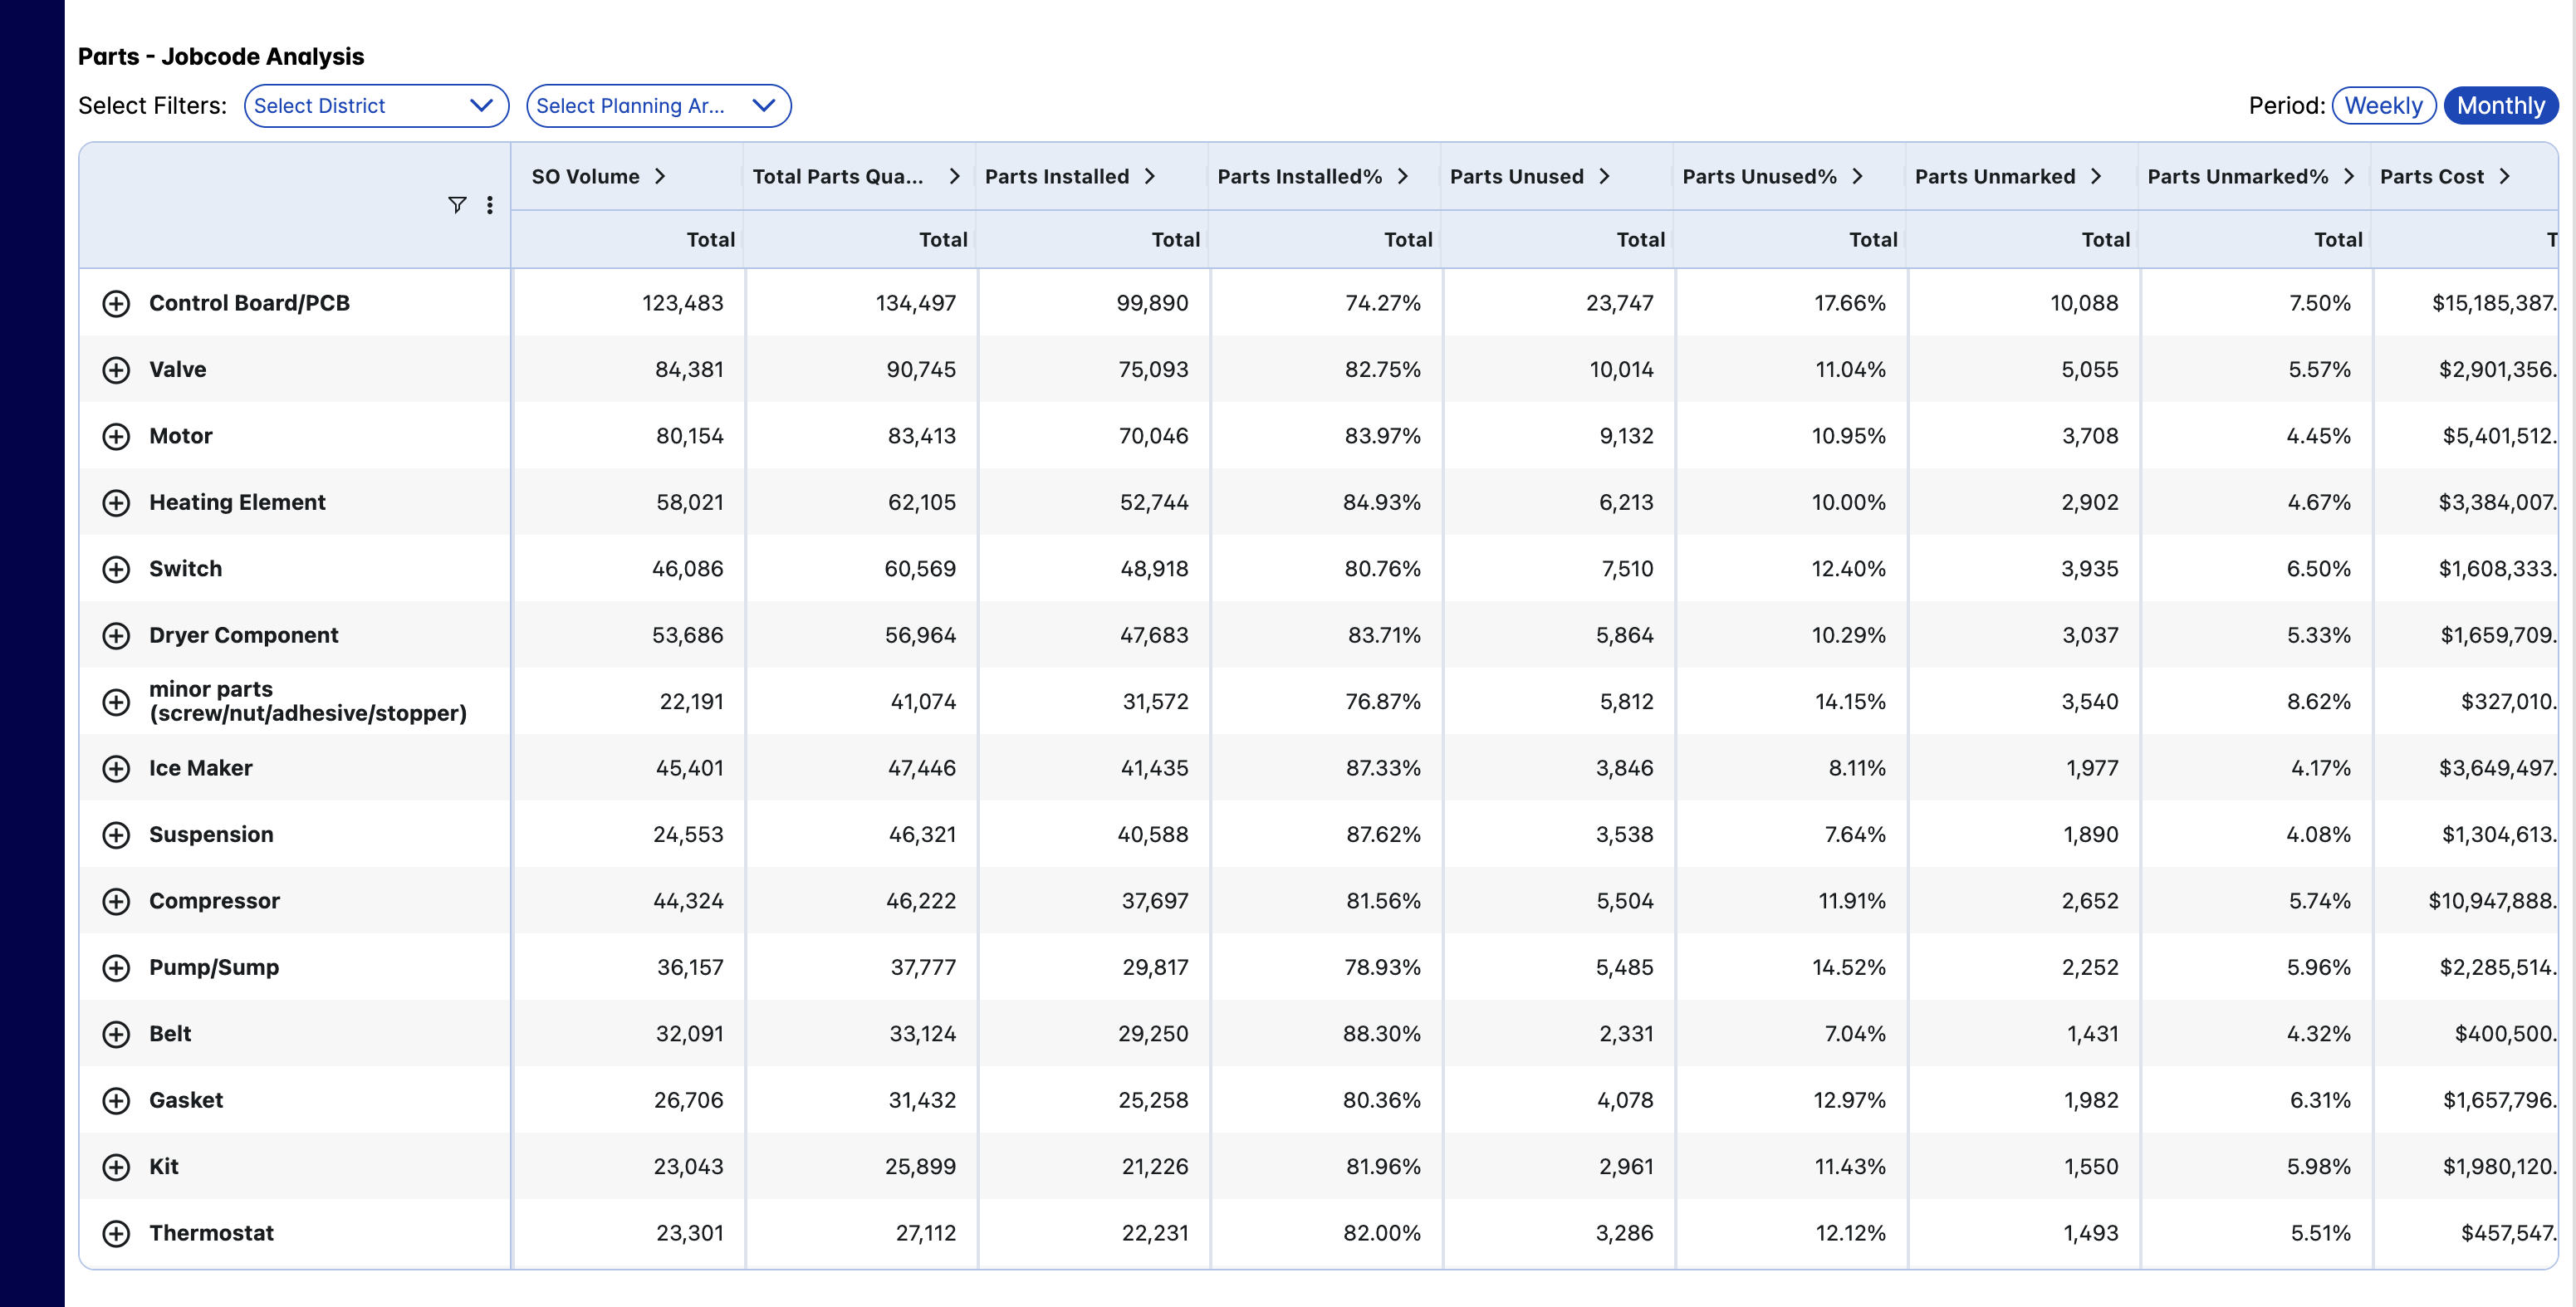 Parts - Jobcode Analysis
Select Filters: Select District Select Planning Ar... Period: Weekly Monthly
SO Volume Total Parts Qua... Parts Installed Parts Installed% Parts Unused Parts Unused% Parts Unmarked Parts Unmarked% Parts Cost
Total Total Total Total Total Total Total Total T
Control Board/PCB 123,483 134,497 99,890 74.27% 23,747 17.66% 10,088 7.50% $15,185,387.
Valve 84,381 90,745 75,093 82.75% 10,014 11.04% 5,055 5.57% $2,901,356.
Motor 80,154 83,413 70,046 83.97% 9,132 10.95% 3,708 4.45% $5,401,512.
Heating Element 58,021 62,105 52,744 84.93% 6,213 10.00% 2,902 4.67% $3,384,007.
Switch 46,086 60,569 48,918 80.76% 7,510 12.40% 3,935 6.50% $1,608,333.
Dryer Component 53,686 56,964 47,683 83.71% 5,864 10.29% 3,037 5.33% $1,659,709.
minor parts
(screw/nut/adhesive/stopper) 22,191 41,074 31,572 76.87% 5,812 14.15% 3,540 8.62% $327,010.
Ice Maker 45,401 47,446 41,435 87.33% 3,846 8.11% 1,977 4.17% $3,649,497.
Suspension 24,553 46,321 40,588 87.62% 3,538 7.64% 1,890 4.08% $1,304,613.
Compressor 44,324 46,222 37,697 81.56% 5,504 11.91% 2,652 5.74% $10,947,888.
Pump/Sump 36,157 37,777 29,817 78.93% 5,485 14.52% 2,252 5.96% $2,285,514.
Belt 32,091 33,124 29,250 88.30% 2,331 7.04% 1,431 4.32% $400,500.
Gasket 26,706 31,432 25,258 80.36% 4,078 12.97% 1,982 6.31% $1,657,796.
Kit 23,043 25,899 21,226 81.96% 2,961 11.43% 1,550 5.98% $1,980,120.
Thermostat 23,301 27,112 22,231 82.00% 3,286 12.12% 1,493 5.51% $457,547.